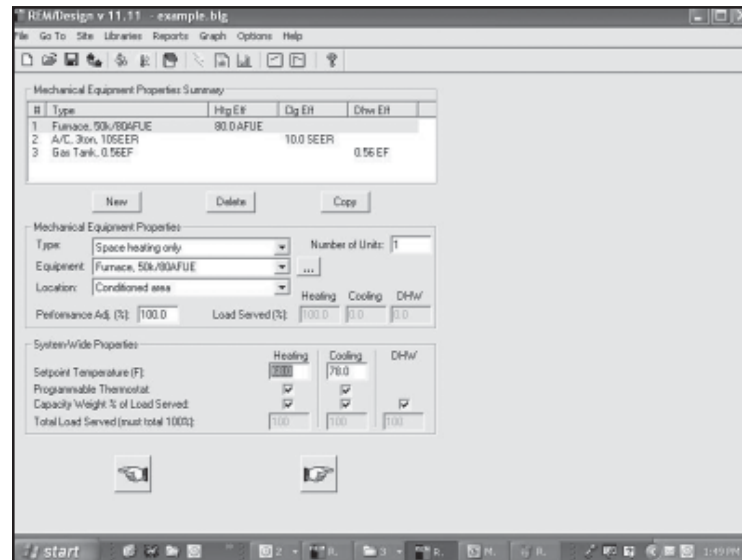 REM/Design v 11.11 - example.blg
File Go To Site Libraries Reports Graph Options Help
Mechanical Equipment Properties Summary
# Type Htg Eff Clg Eff Dhw Eff
1 Furnace, 50k/80AFUE 80.0 AFUE
2 A/C, 3ton, 10SEER 10.0 SEER
3 Gas Tank, 0.56EF 0.56 EF
New Delete Copy
Mechanical Equipment Properties
Type: Space heating only Number of Units: 1
Equipment: Furnace, 50k/80AFUE ...
Location: Conditioned area
Heating Cooling DHW
Performance Adj. (%): 100.0 Load Served (%): 100.0 0.0 0.0
System-Wide Properties
Heating Cooling DHW
Setpoint Temperature (F): 78.0
Programmable Thermostat:
Capacity Weight % of Load Served:
Total Load Served (must total 100%): 100 100 100
start 2 R. 3 R. M. R. 1:49 PM